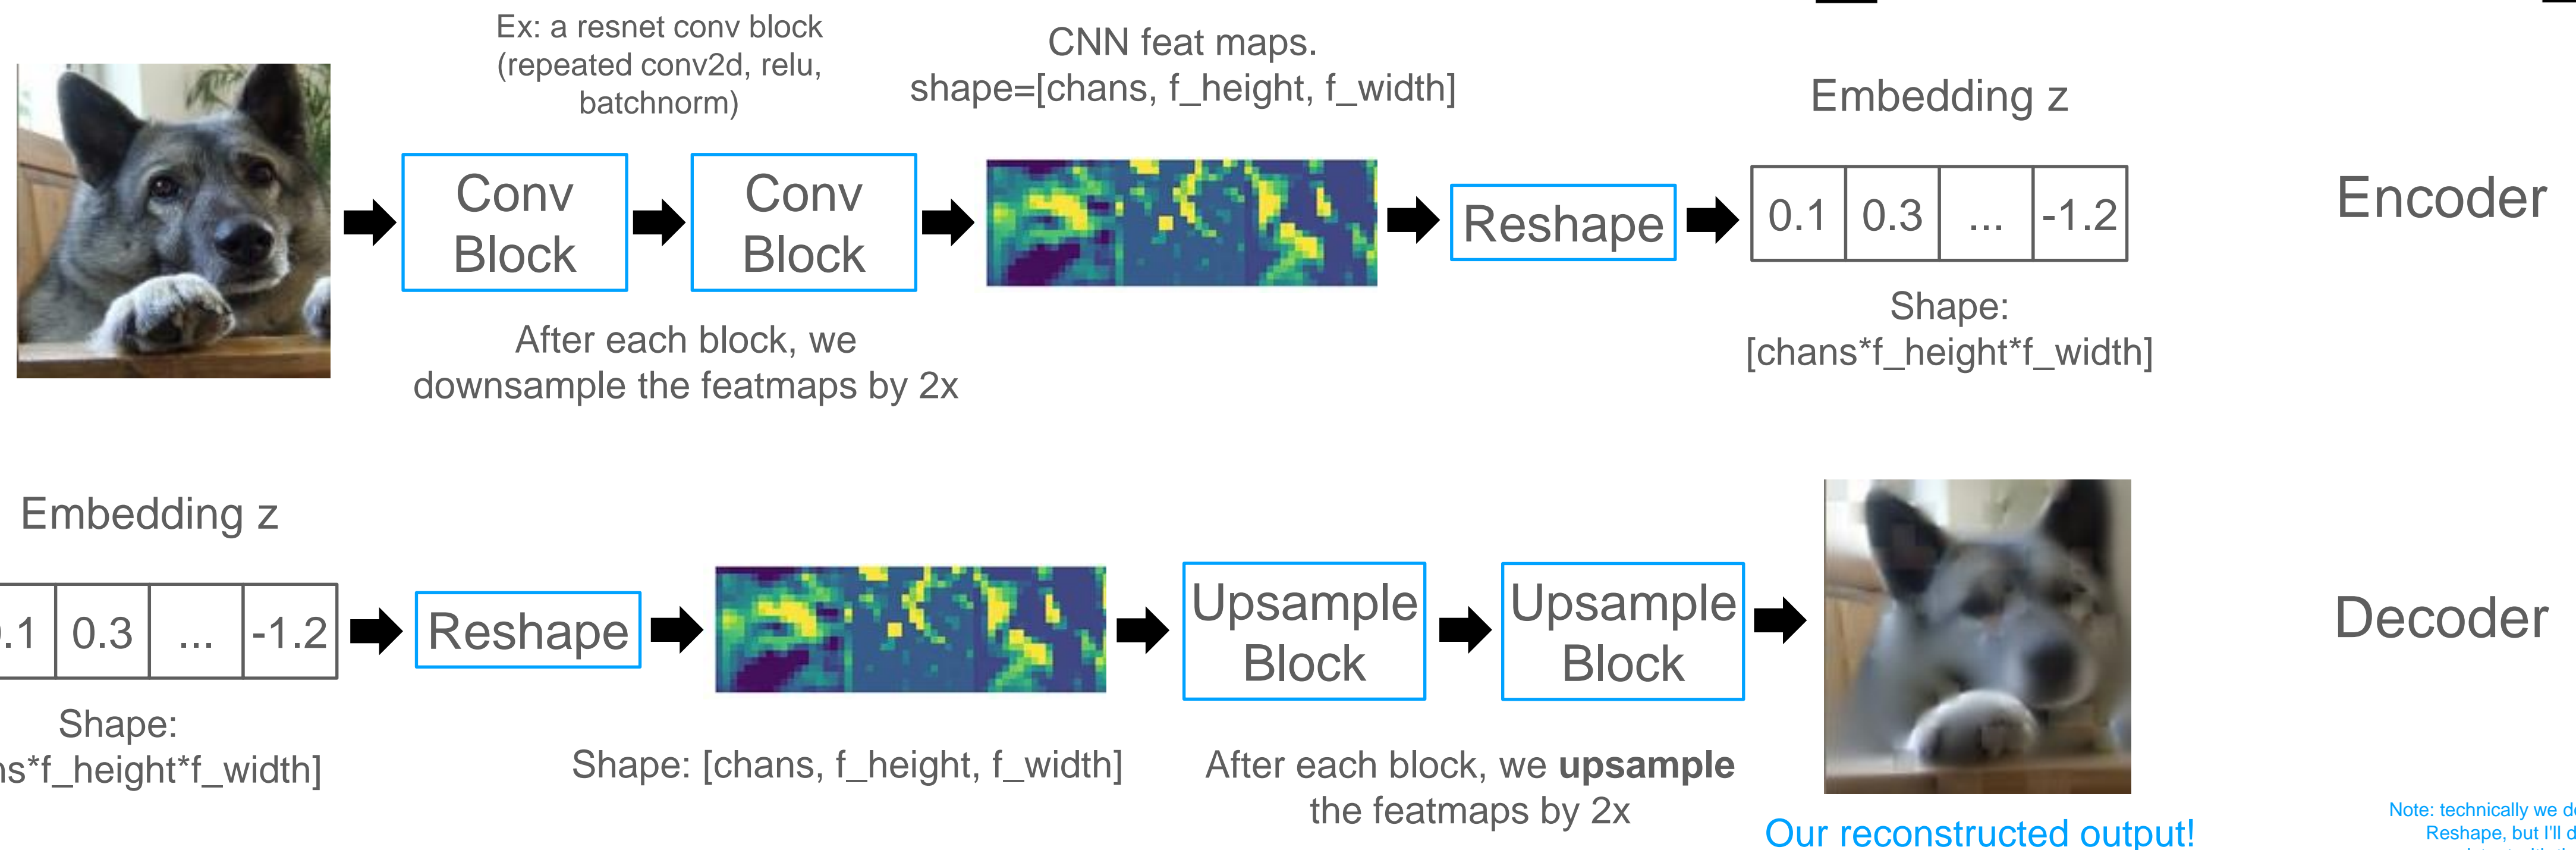 Ex: a resnet conv block
(repeated conv2d, relu,
batchnorm)
CNN feat maps.
shape=[chans, f_height, f_width]
Embedding z
Conv
Block
Conv
Block
Reshape
0.1 0.3 ... -1.2
Encoder
After each block, we
downsample the featmaps by 2x
Shape:
[chans*f_height*f_width]
Embedding z
.1 0.3 ... -1.2
Reshape
Upsample
Block
Upsample
Block
Decoder
Shape:
*f_height*f_width]
Shape: [chans, f_height, f_width]
After each block, we upsample
the featmaps by 2x
Our reconstructed output!
Note: technically we
Reshape, but I'll